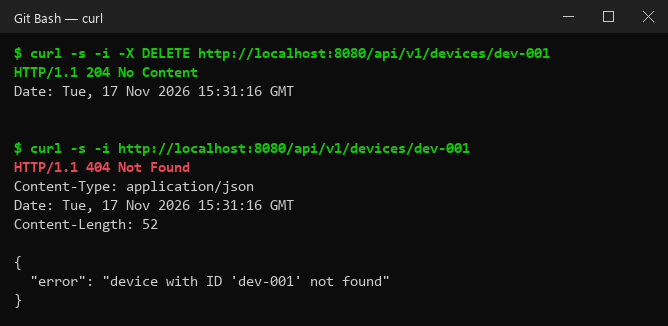 Git Bash — curl
$ curl -s -i -X DELETE http://localhost:8080/api/v1/devices/dev-001
HTTP/1.1 204 No Content
Date: Tue, 17 Nov 2026 15:31:16 GMT
$ curl -s -i http://localhost:8080/api/v1/devices/dev-001
HTTP/1.1 404 Not Found
Content-Type: application/json
Date: Tue, 17 Nov 2026 15:31:16 GMT
Content-Length: 52
{
  "error": "device with ID 'dev-001' not found"
}